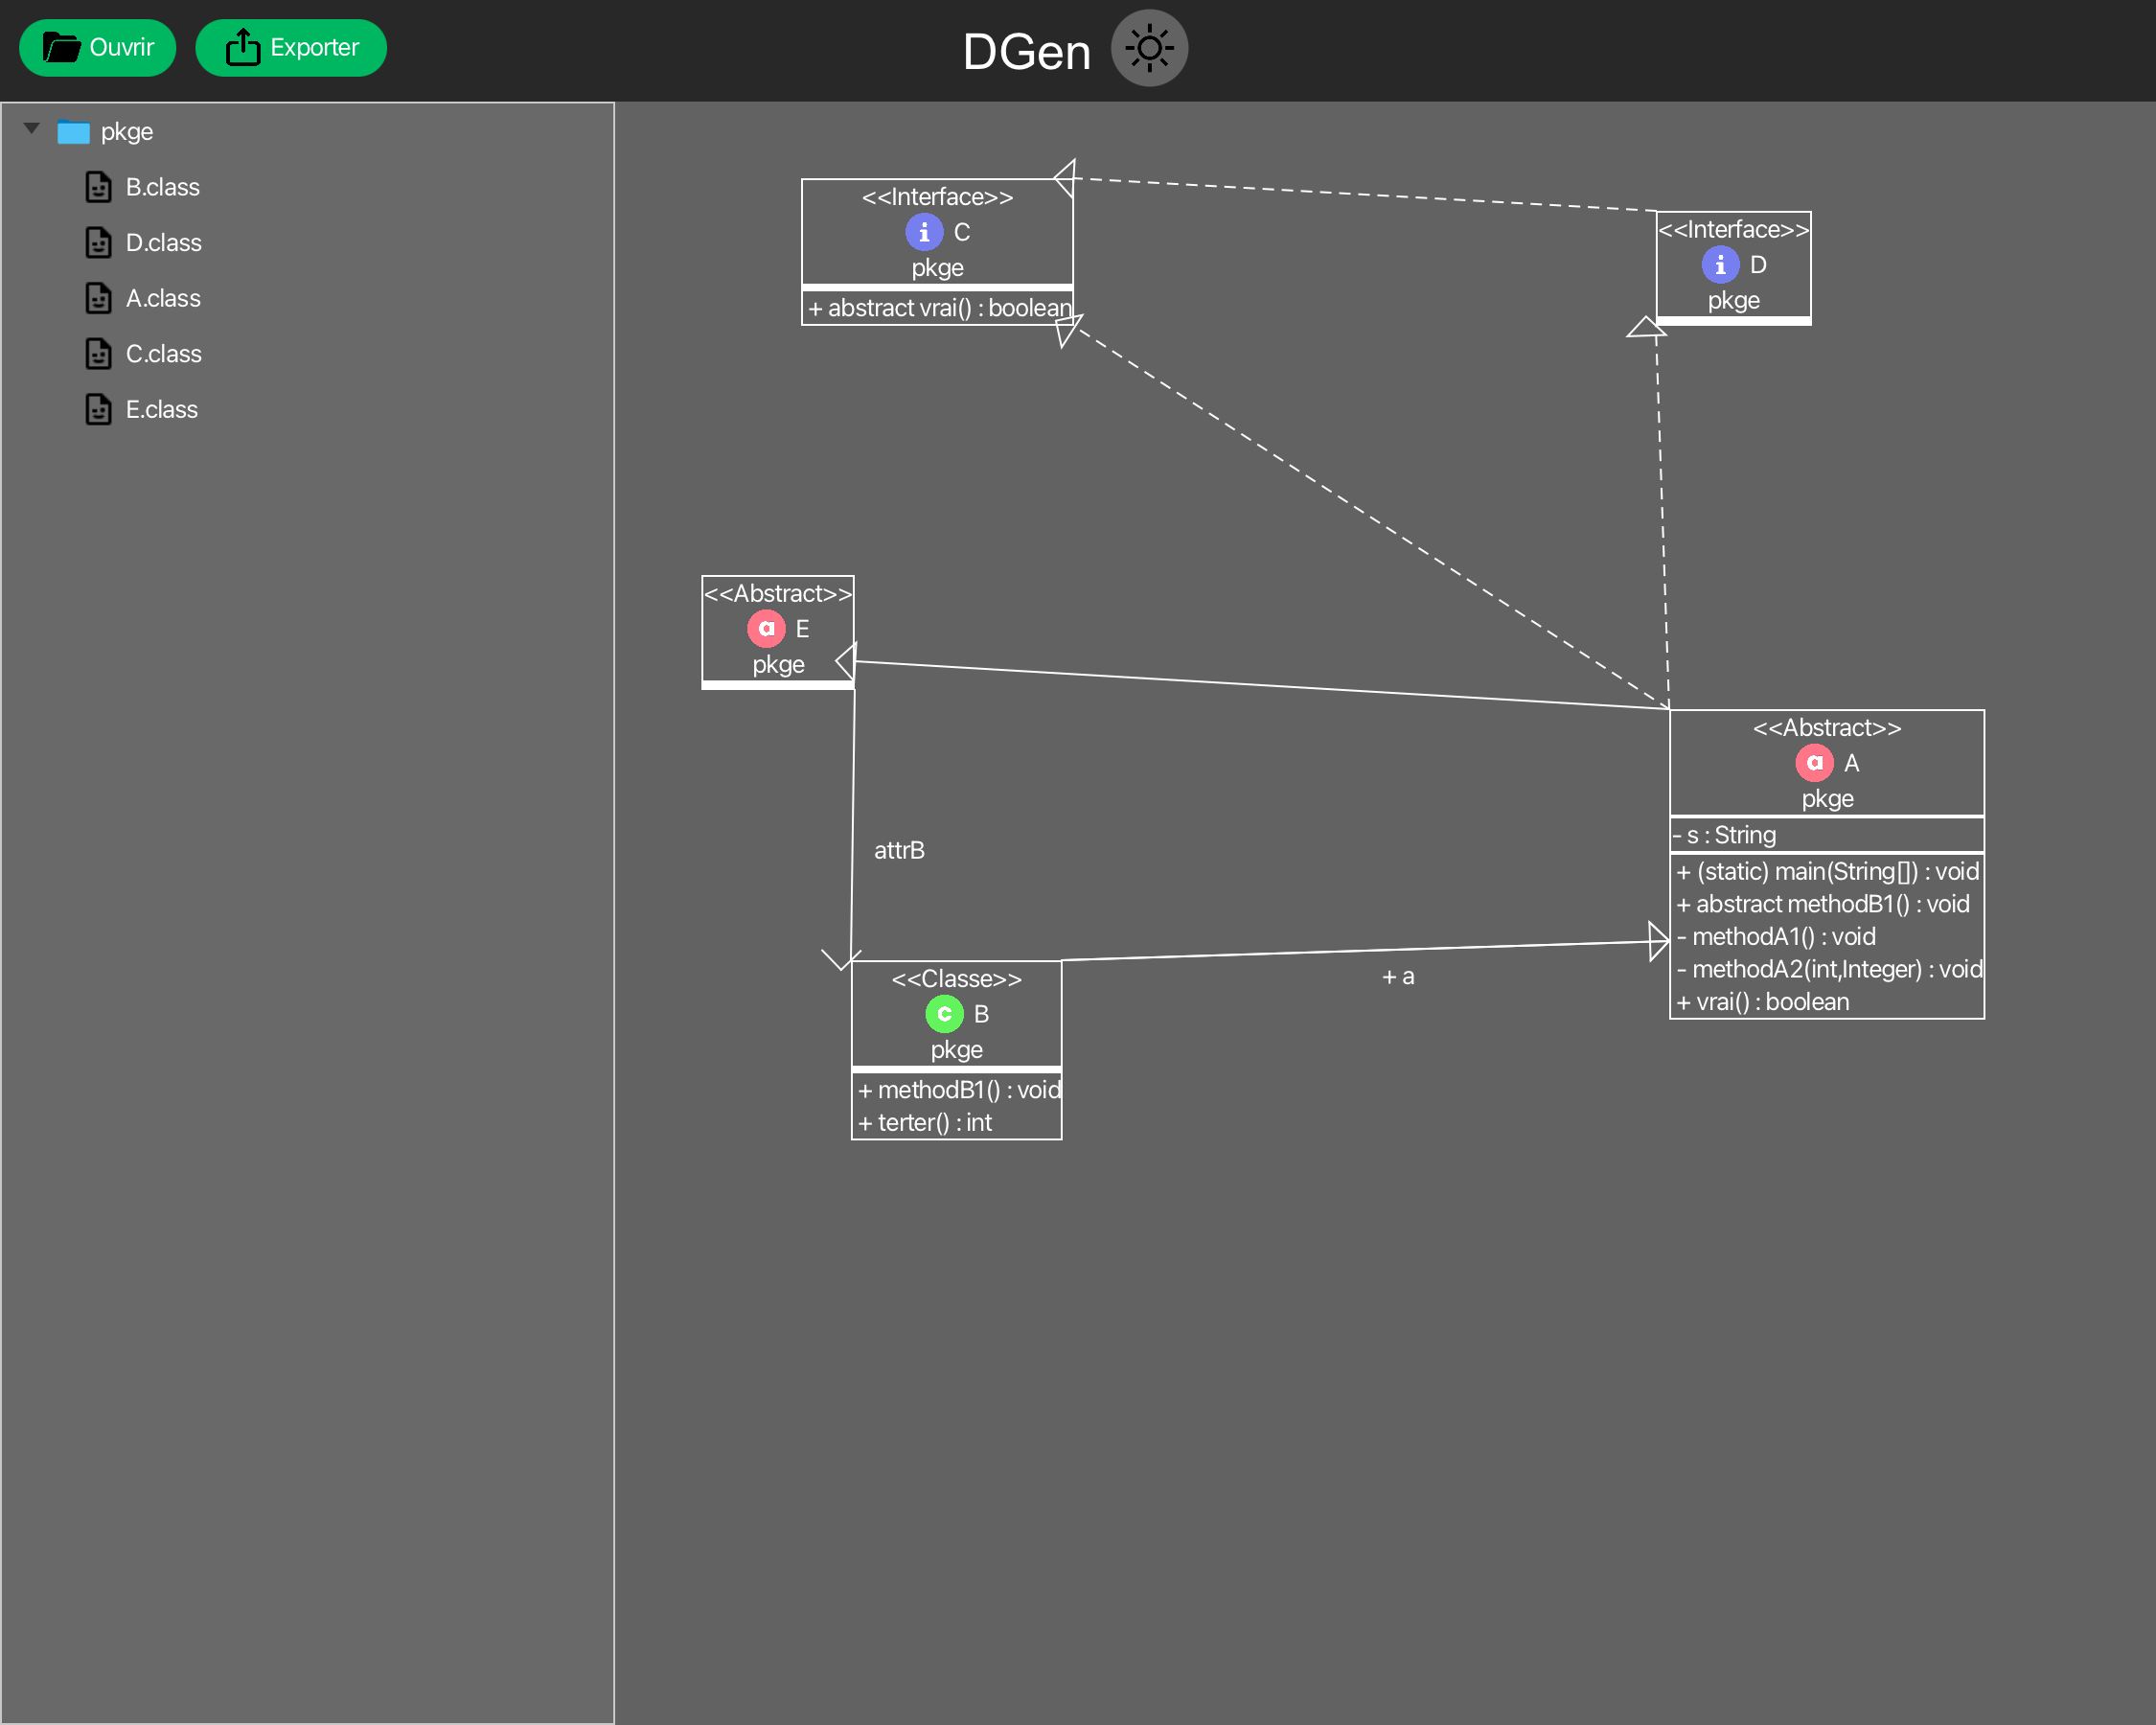 Ouvrir
Exporter
DGen
pkge
B.class
D.class
A.class
C.class
E.class
<<Interface>>
i C
pkge
+ abstract vrai() : boolean
<<Interface>>
i D
pkge
<<Abstract>>
a E
pkge
attrB
<<Abstract>>
a A
pkge
- s : String
+ (static) main(String[]) : void
+ abstract methodB1() : void
- methodA1() : void
- methodA2(int,Integer) : void
+ vrai() : boolean
+ a
<<Classe>>
c B
pkge
+ methodB1() : void
+ terter() : int